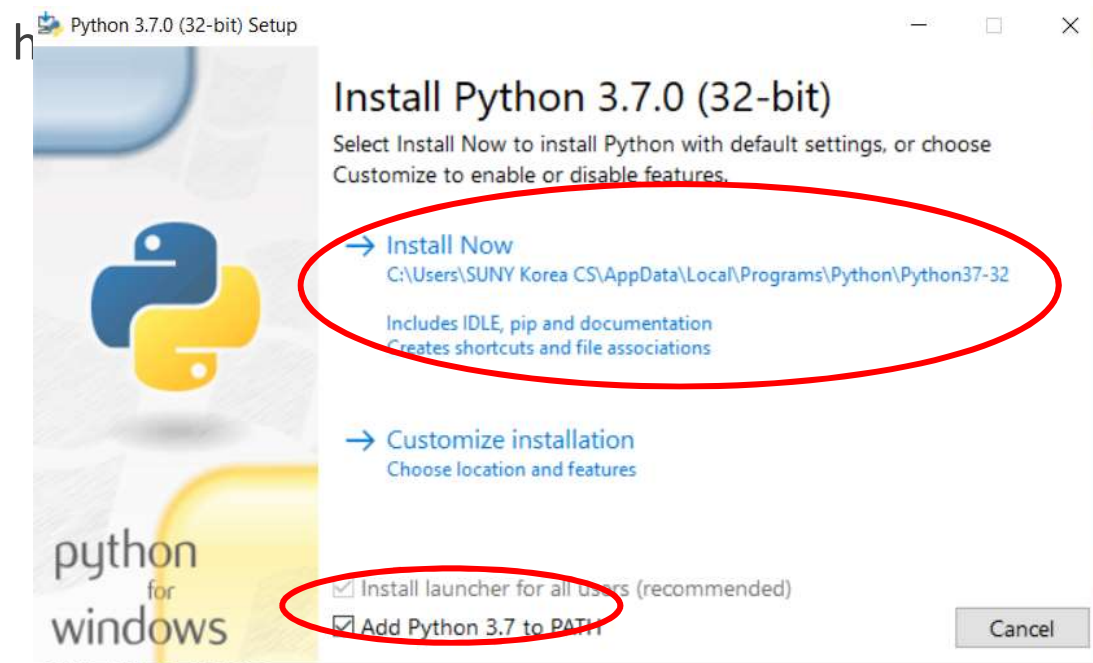 h
Python 3.7.0 (32-bit) Setup
Install Python 3.7.0 (32-bit)
Select Install Now to install Python with default settings, or choose
Customize to enable or disable features.
Install Now
C:\Users\SUNY Korea CS\AppData\Local\Programs\Python\Python37-32
Includes IDLE, pip and documentation
Creates shortcuts and file associations
Customize installation
Choose location and features
python
for
windows
Install launcher for all users (recommended)
Add Python 3.7 to PATH
Cancel